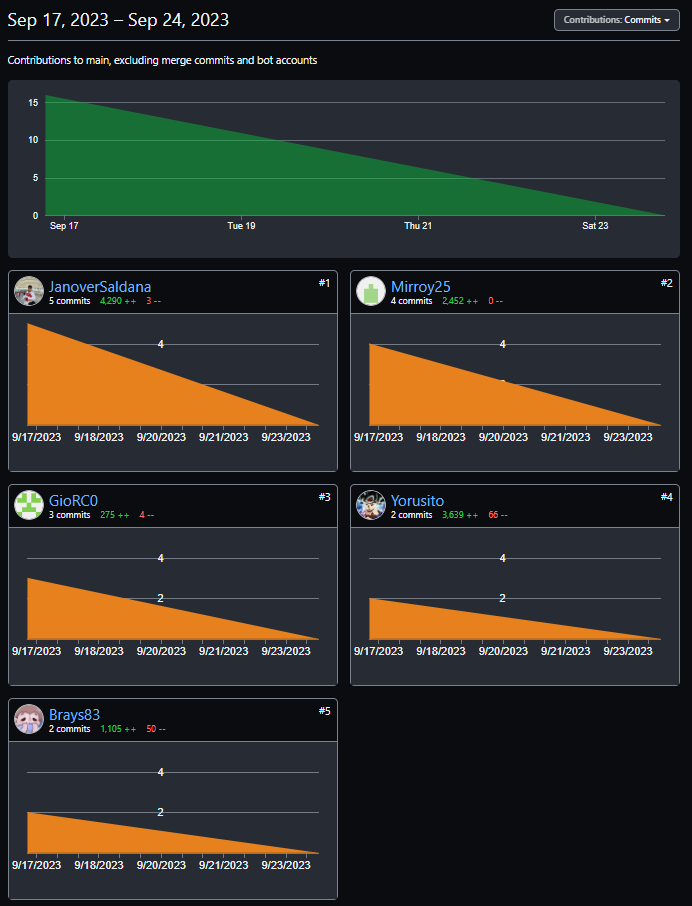 Sep 17, 2023 – Sep 24, 2023
Contributions: Commits
Contributions to main, excluding merge commits and bot accounts
15
10
5
0
Sep 17 Tue 19 Thu 21 Sat 23
JanoverSaldana #1
5 commits 4,290 ++ 3 --
4
9/17/2023 9/18/2023 9/20/2023 9/21/2023 9/23/2023
Mirroy25 #2
4 commits 2,452 ++ 0 --
4
9/17/2023 9/18/2023 9/20/2023 9/21/2023 9/23/2023
GioRC0 #3
3 commits 275 ++ 4 --
4
2
9/17/2023 9/18/2023 9/20/2023 9/21/2023 9/23/2023
Yorusito #4
2 commits 3,639 ++ 66 --
4
2
9/17/2023 9/18/2023 9/20/2023 9/21/2023 9/23/2023
Brays83 #5
2 commits 1,105 ++ 50 --
4
2
9/17/2023 9/18/2023 9/20/2023 9/21/2023 9/23/2023